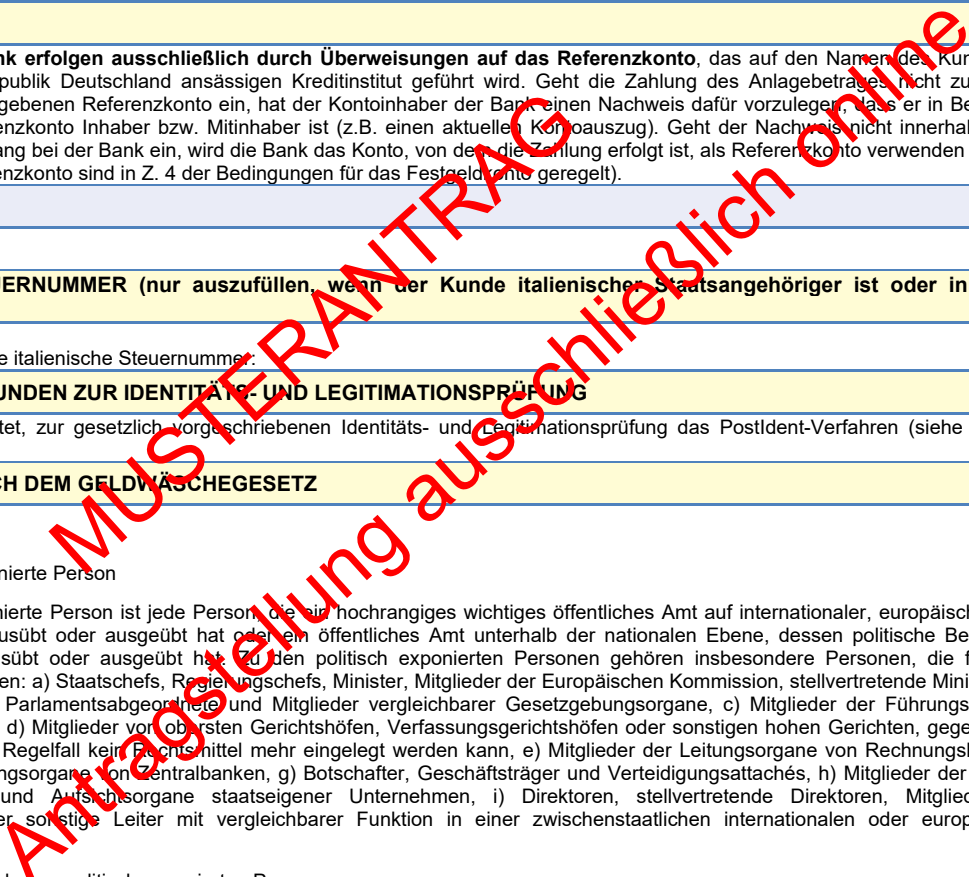 nk erfolgen ausschließlich durch Überweisungen auf das Referenzkonto, das auf den Namen des Kun
publik Deutschland ansässigen Kreditinstitut geführt wird. Geht die Zahlung des Anlagebetrages nicht zu
gebenen Referenzkonto ein, hat der Kontoinhaber der Bank einen Nachweis dafür vorzulegen, dass er in Be
enzkonto Inhaber bzw. Mitinhaber ist (z.B. einen aktuellen Kontoauszug). Geht der Nachweis nicht innerhal
ang bei der Bank ein, wird die Bank das Konto, von dem die Zahlung erfolgt ist, als Referenzkonto verwenden
enzkonto sind in Z. 4 der Bedingungen für das Festgeldkonto geregelt).
UERNUMMER (nur auszufüllen, wenn der Kunde italienischer Staatsangehöriger ist oder in
e italienische Steuernummer:
UNDEN ZUR IDENTITÄTS- UND LEGITIMATIONSPRÜFUNG
tet, zur gesetzlich vorgeschriebenen Identitäts- und Legitimationsprüfung das PostIdent-Verfahren (siehe
CH DEM GELDWÄSCHEGESETZ
nierte Person
nierte Person ist jede Person, die ein hochrangiges wichtiges öffentliches Amt auf internationaler, europäisch
usübt oder ausgeübt hat oder ein öffentliches Amt unterhalb der nationalen Ebene, dessen politische Be
sübt oder ausgeübt hat. Zu den politisch exponierten Personen gehören insbesondere Personen, die f
en: a) Staatschefs, Regierungschefs, Minister, Mitglieder der Europäischen Kommission, stellvertretende Mini
Parlamentsabgeordnete und Mitglieder vergleichbarer Gesetzgebungsorgane, c) Mitglieder der Führungs
d) Mitglieder von obersten Gerichtshöfen, Verfassungsgerichtshöfen oder sonstigen hohen Gerichten, gege
Regelfall kein Rechtsmittel mehr eingelegt werden kann, e) Mitglieder der Leitungsorgane von Rechnungsl
ngsorgane von Zentralbanken, g) Botschafter, Geschäftsträger und Verteidigungsattachés, h) Mitglieder der
und Aufsichtsorgane staatseigener Unternehmen, i) Direktoren, stellvertretende Direktoren, Mitglied
er sonstige Leiter mit vergleichbarer Funktion in einer zwischenstaatlichen internationalen oder europ
MUSTERANTRAG
Antragstellung ausschließlich online